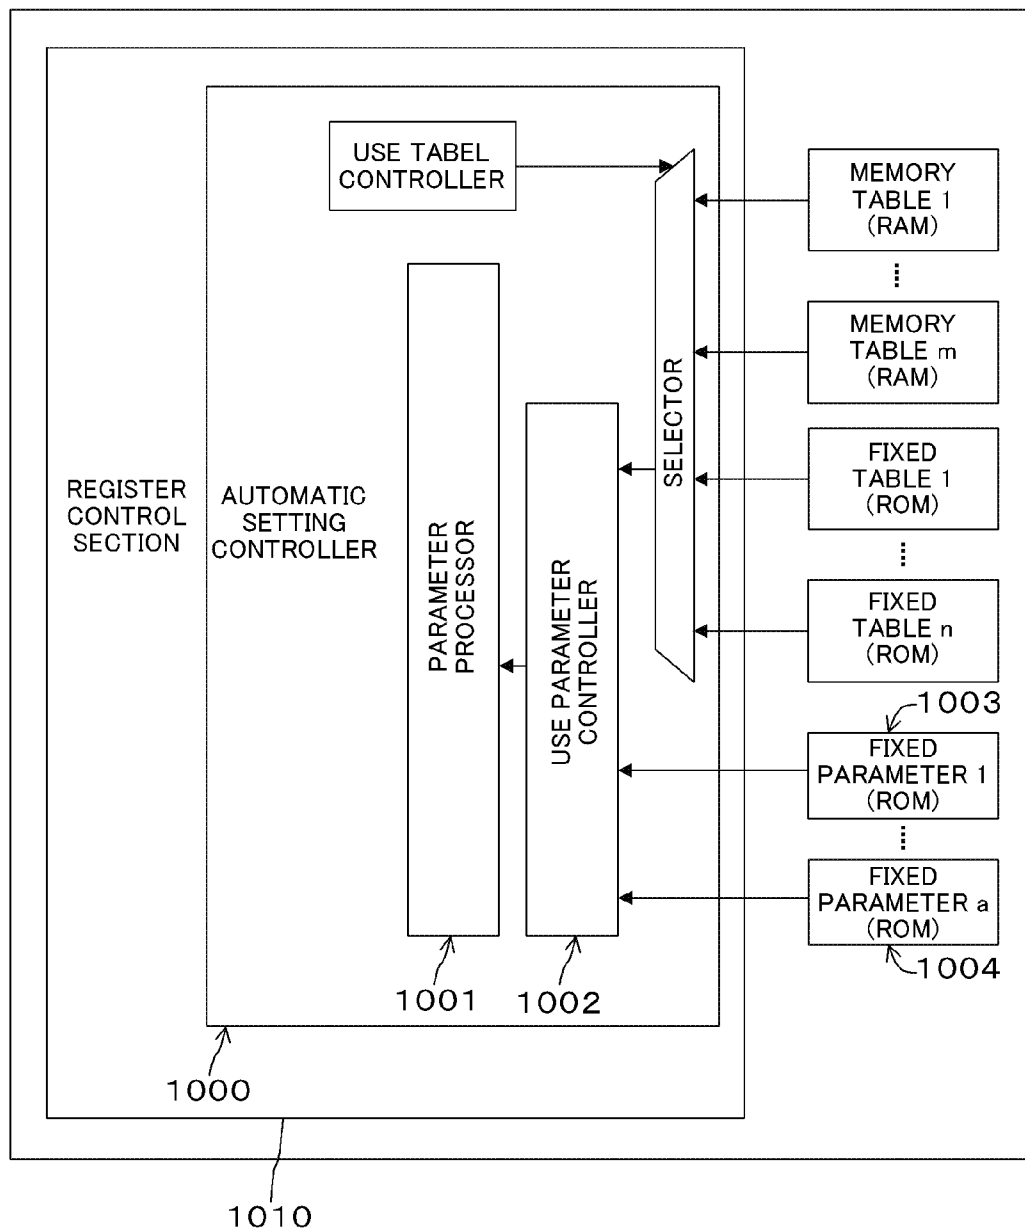 USE TABEL
CONTROLLER
MEMORY
TABLE 1
(RAM)
MEMORY
TABLE m
(RAM)
SELECTOR
FIXED
TABLE 1
(ROM)
REGISTER
CONTROL
SECTION
AUTOMATIC
SETTING
CONTROLLER
PARAMETER
PROCESSOR
USE PARAMETER
CONTROLLER
FIXED
TABLE n
(ROM)
1003
FIXED
PARAMETER 1
(ROM)
FIXED
PARAMETER a
(ROM)
1004
1001
1002
1000
1010